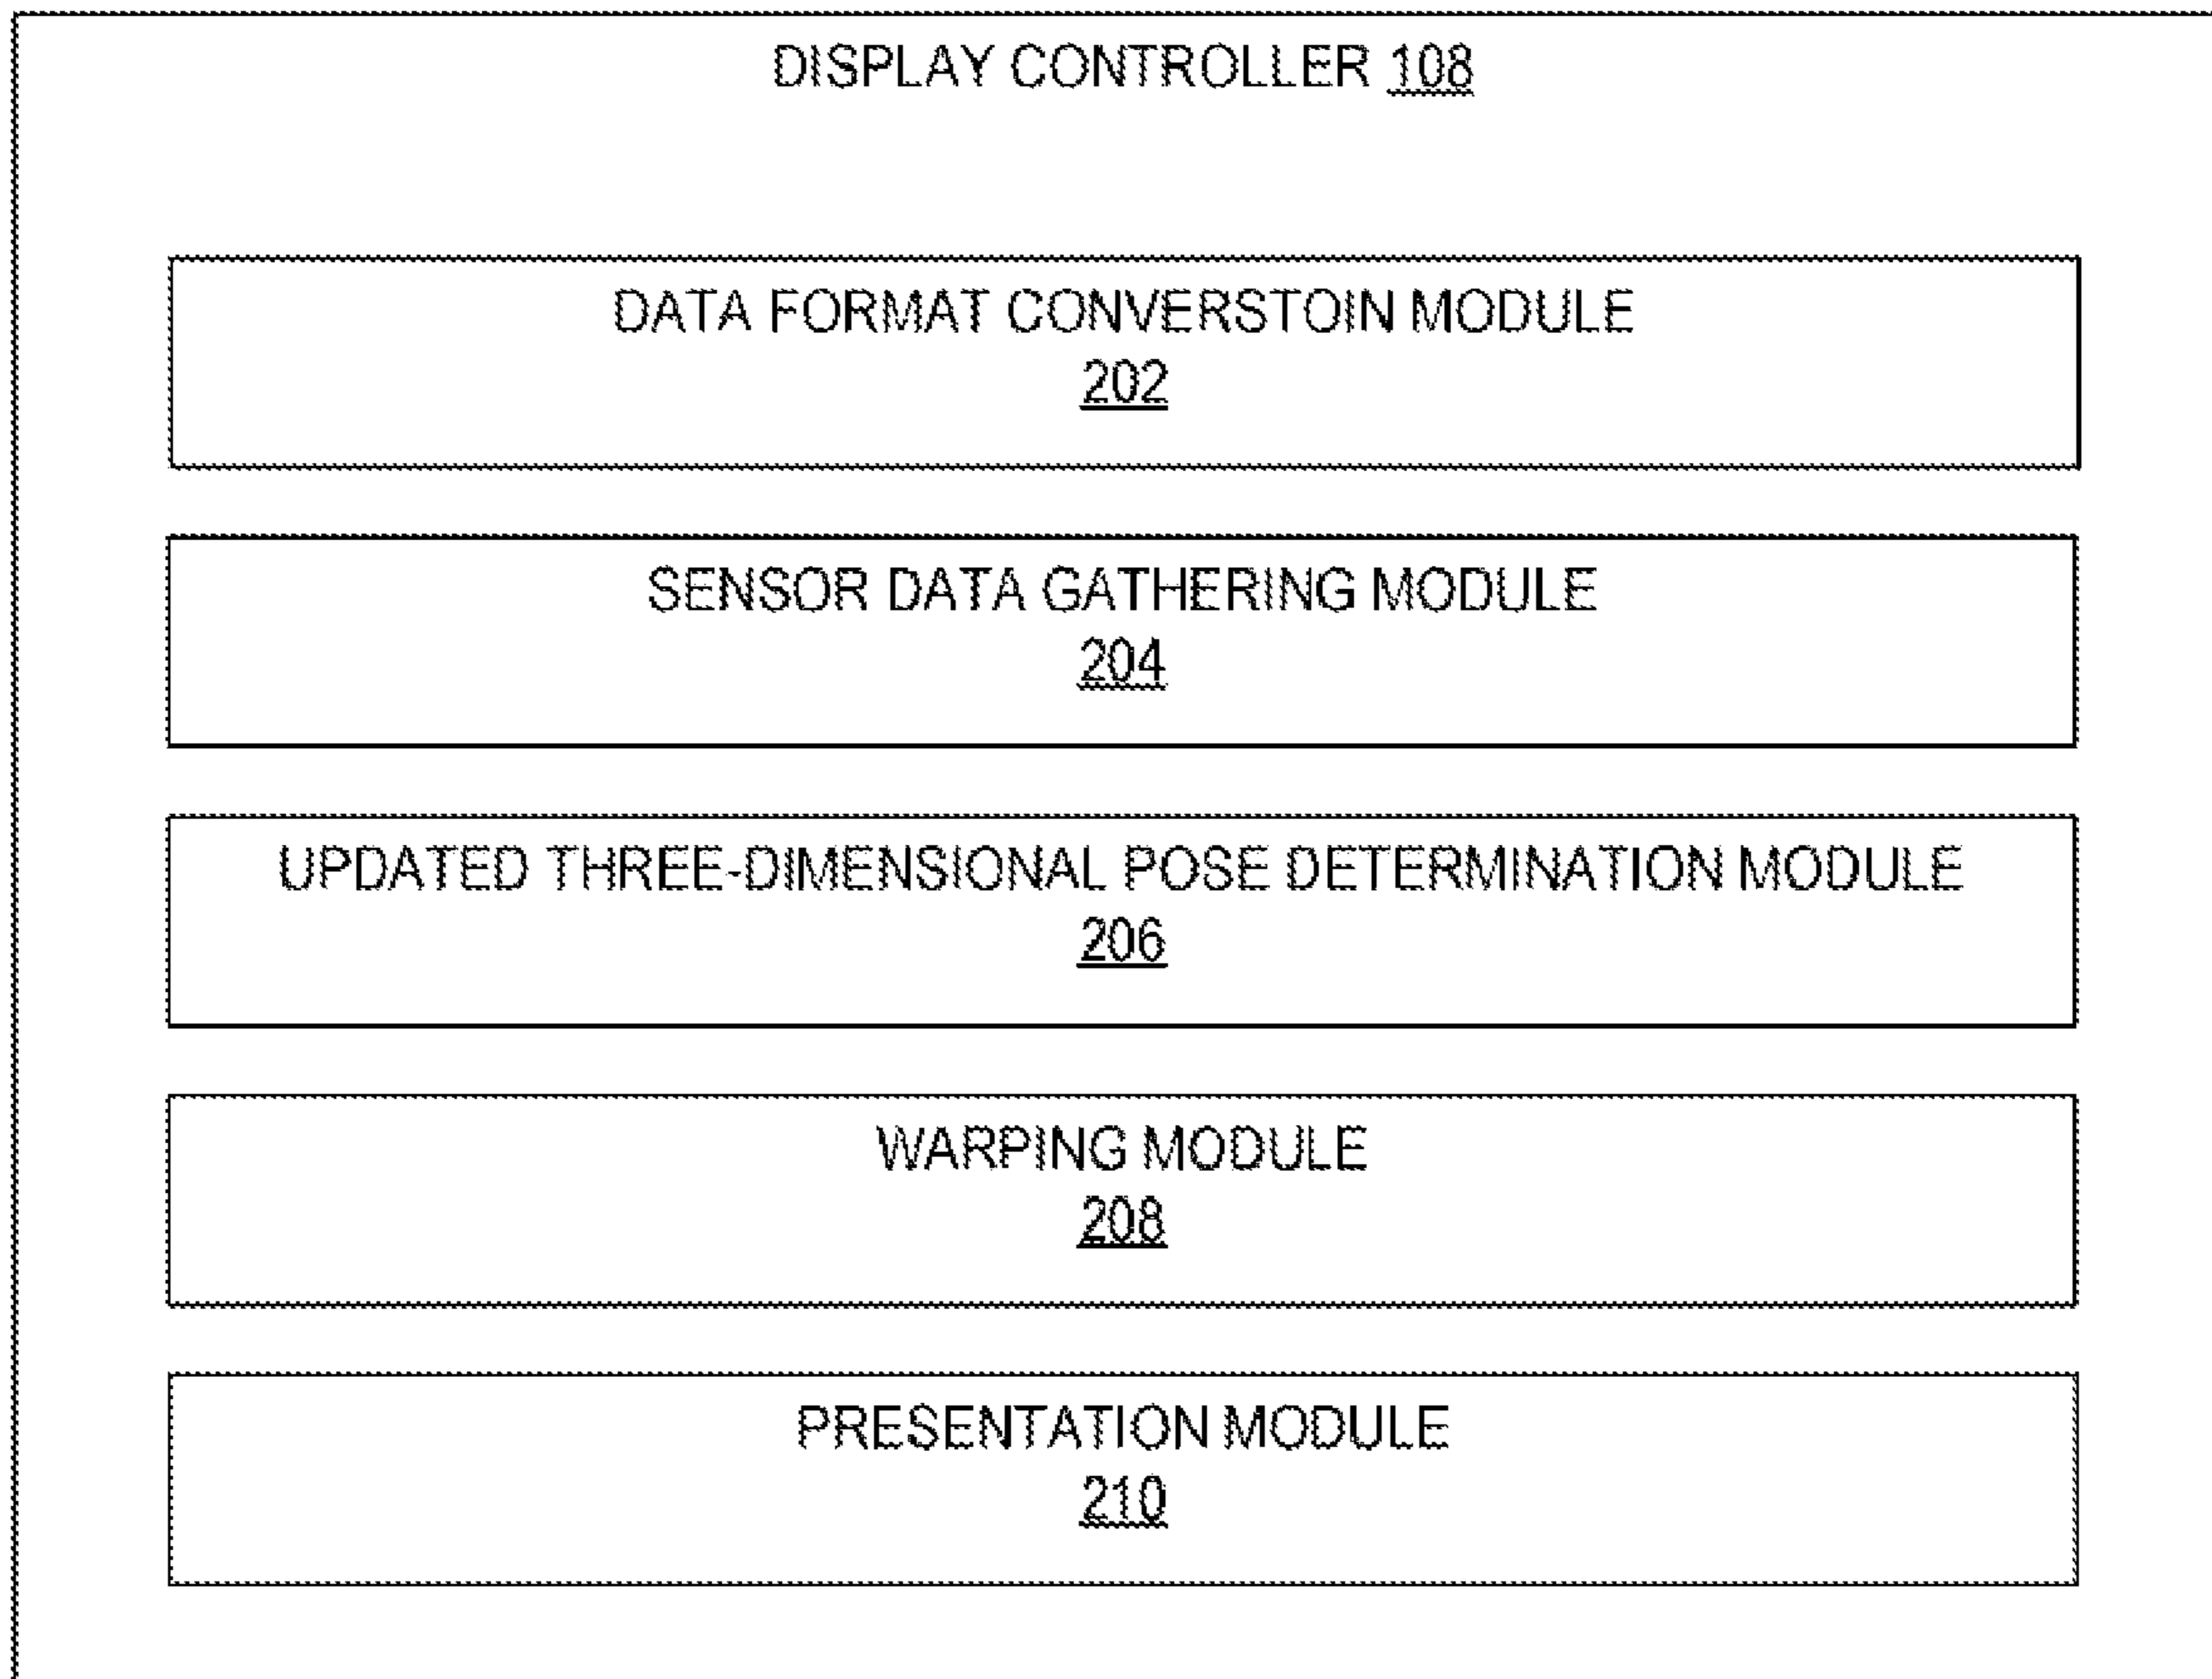 DISPLAY CONTROLLER 108
DATA FORMAT CONVERSTOIN MODULE
202
SENSOR DATA GATHERING MODULE
204
UPDATED THREE-DIMENSIONAL POSE DETERMINATION MODULE
206
WARPING MODULE
208
PRESENTATION MODULE
210